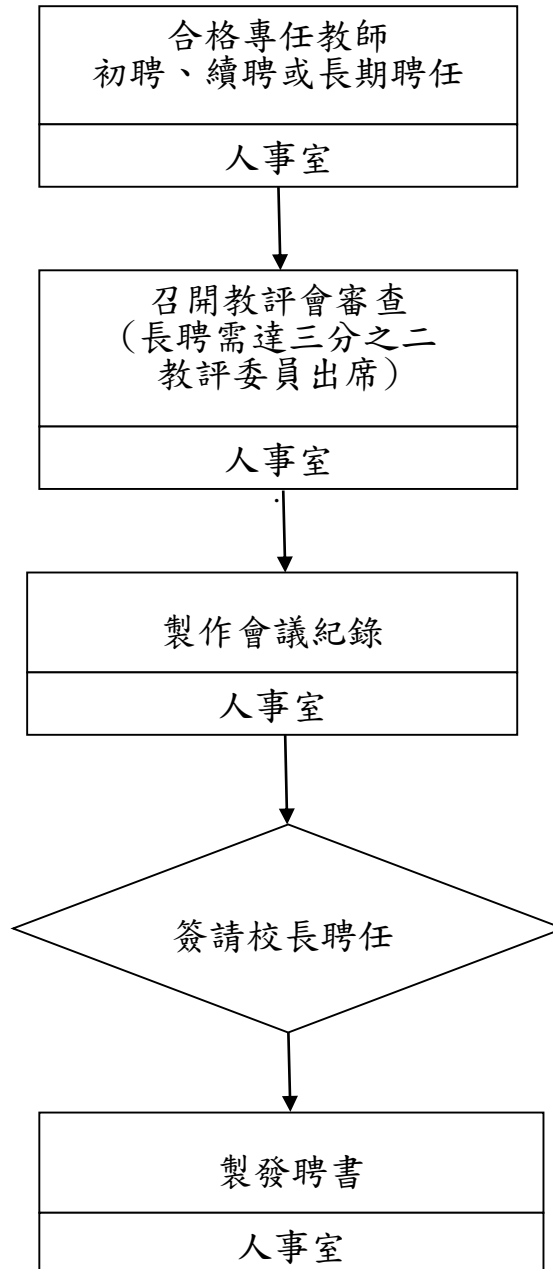 合格專任教師
初聘、續聘或長期聘任
人事室
召開教評會審查
（長聘需達三分之二
教評委員出席）
人事室
.
製作會議紀錄
人事室
簽請校長聘任
製發聘書
人事室